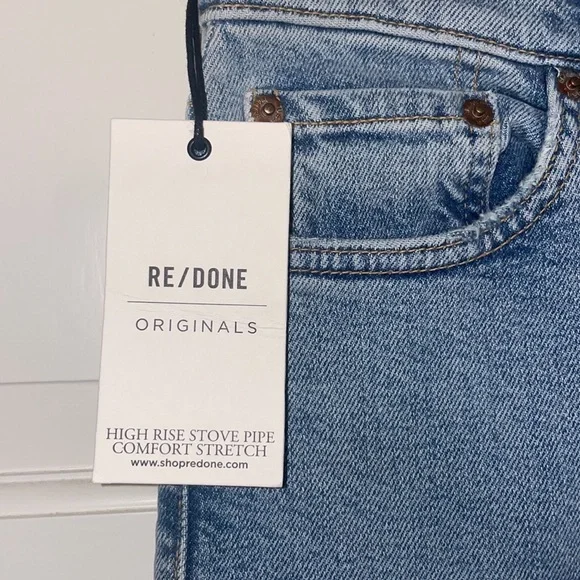 RE/DONE
ORIGINALS
HIGH RISE STOVE PIPE
COMFORT STRETCH
www.shopredone.com